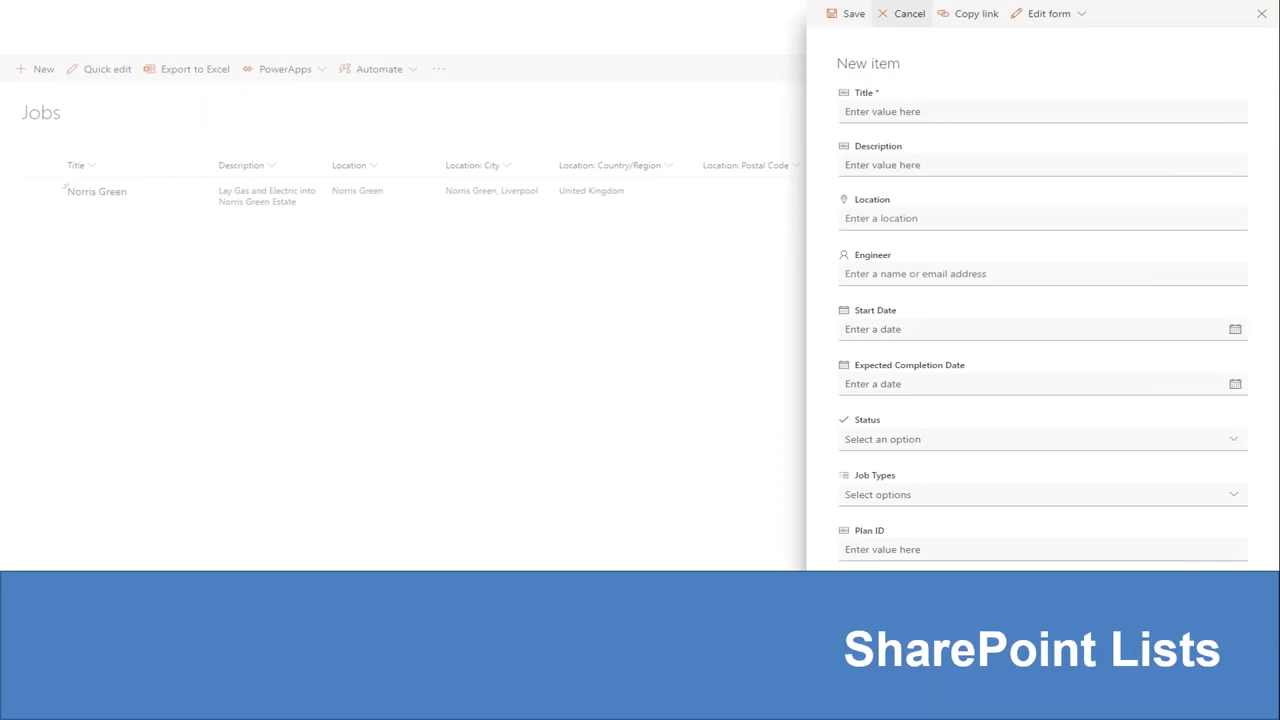 Save Cancel Copy link Edit form
New Quick edit Export to Excel PowerApps Automate ···
Jobs
Title Description Location Location: City Location: Country/Region Location: Postal Code
Norris Green Lay Gas and Electric into Norris Green Norris Green, Liverpool United Kingdom
Norris Green Estate
New item
Title *
Enter value here
Description
Enter value here
Location
Enter a location
Engineer
Enter a name or email address
Start Date
Enter a date
Expected Completion Date
Enter a date
Status
Select an option
Job Types
Select options
Plan ID
Enter value here
SharePoint Lists